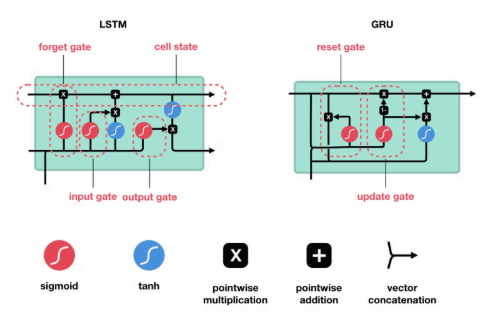 LSTM
GRU
forget gate
cell state
reset gate
X
+
X
+
X
1-
X
X
X
input gate
output gate
update gate
X
+
sigmoid
tanh
pointwise
multiplication
pointwise
addition
vector
concatenation